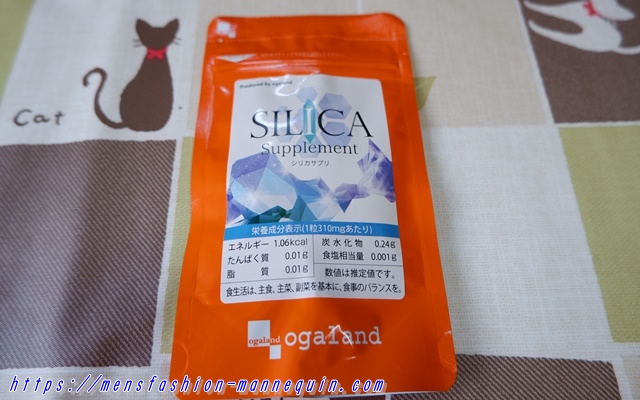 Cat
Produced by ogaland
SILICA
Supplement
シリカサプリ
栄養成分表示(1粒310mgあたり)
エネルギー 1.06kcal
たんぱく質 0.01g
脂 質 0.01g
炭水化物 0.24g
食塩相当量 0.001g
数値は推定値です。
食生活は、主食、主菜、副菜を基本に、食事のバランスを。
ogaland ogaland
https://mensfashion-mannequin.com